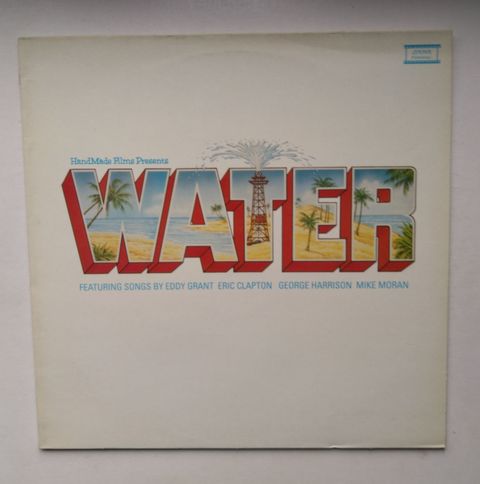 HandMade Films Presents
WATER
FEATURING SONGS BY EDDY GRANT ERIC CLAPTON GEORGE HARRISON MIKE MORAN